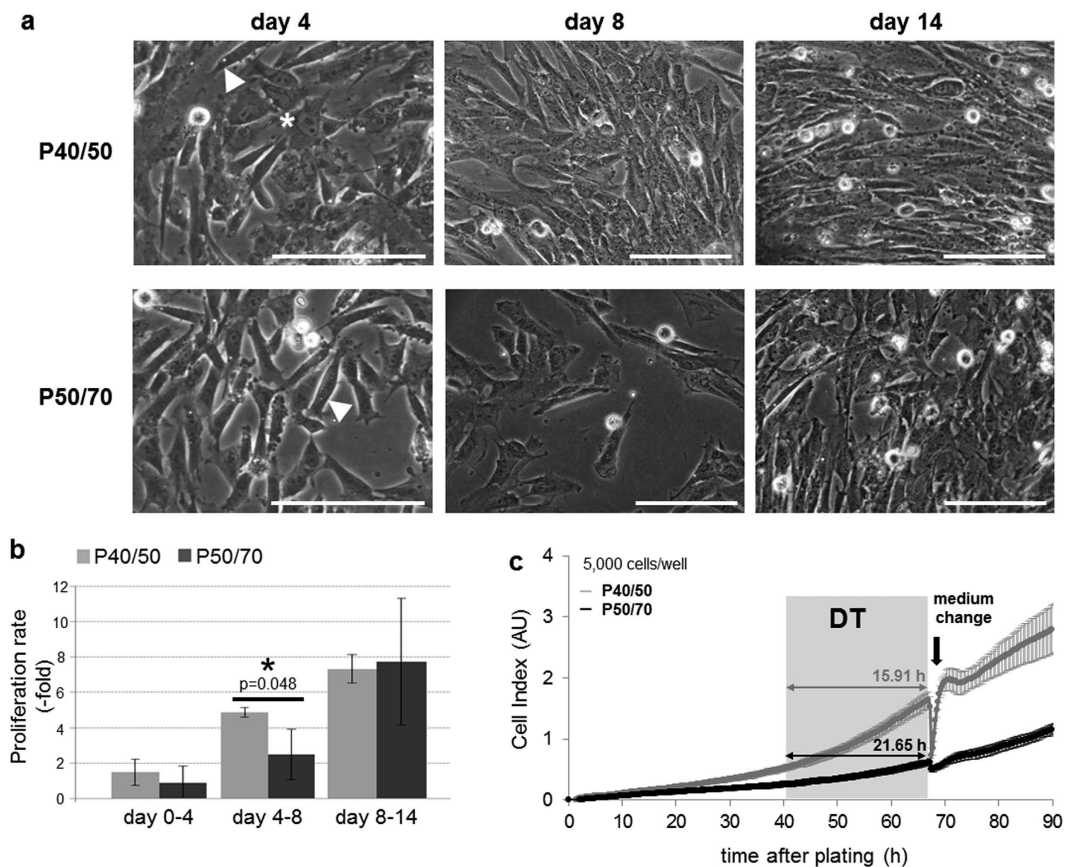 a
day 4
day 8
day 14
P40/50
*
P50/70
b
P40/50
P50/70
Proliferation rate
(-fold)
12
10
8
6
4
2
0
*
p=0.048
day 0-4
day 4-8
day 8-14
c
5,000 cells/well
P40/50
P50/70
DT
medium
change
15.91 h
21.65 h
Cell Index (AU)
4
3
2
1
0
0
10
20
30
40
50
60
70
80
90
time after plating (h)